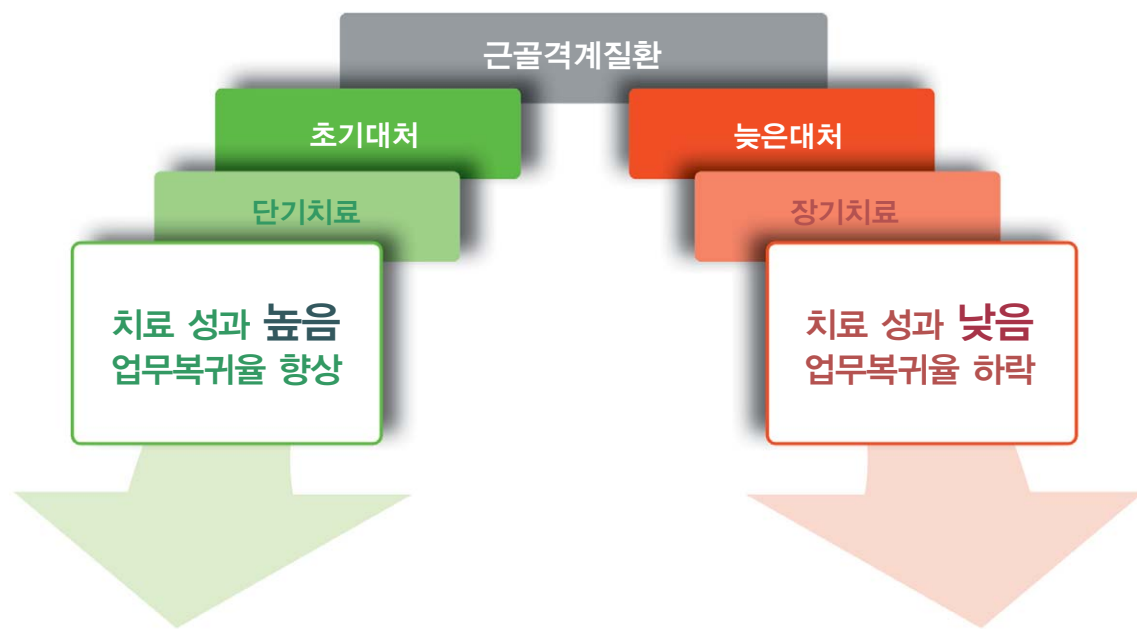 근골격계질환
초기대처
늦은대처
단기치료
장기치료
치료 성과 높음
업무복귀율 향상
치료 성과 낮음
업무복귀율 하락